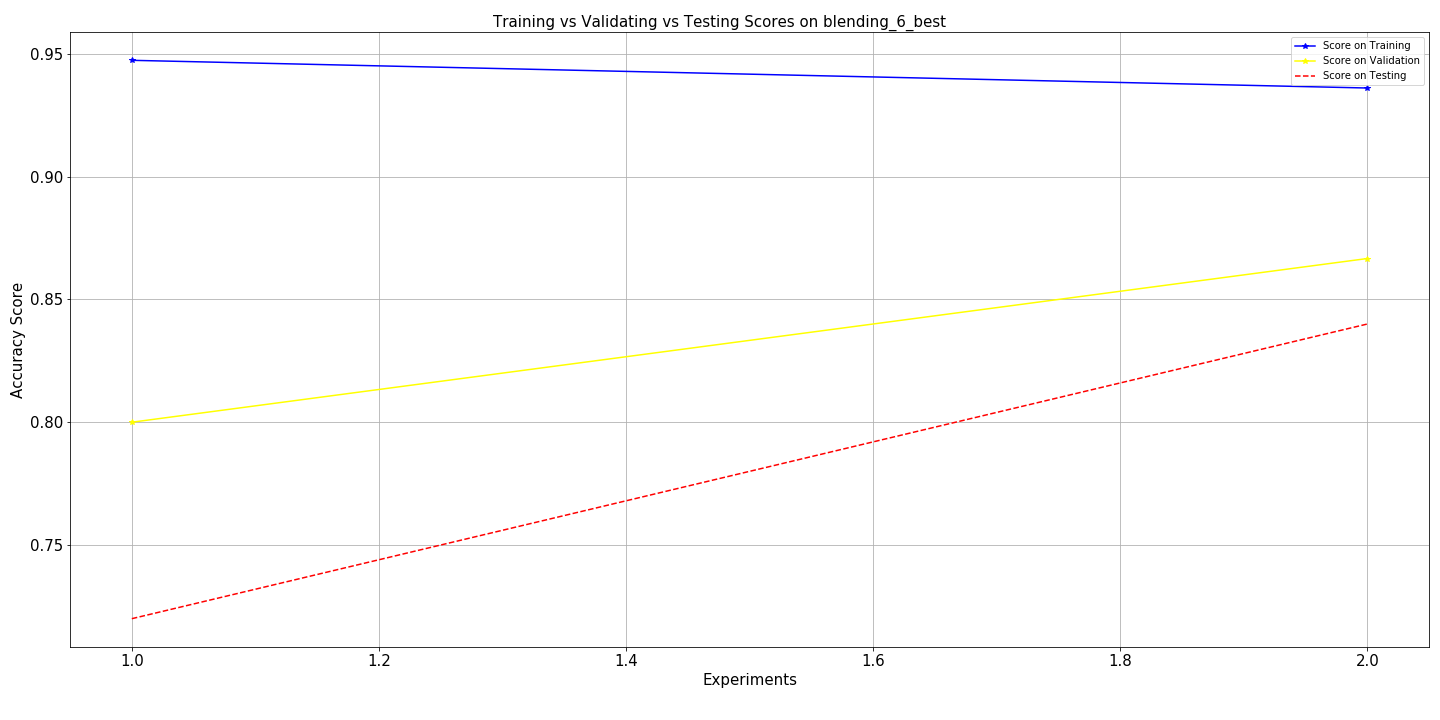 Training vs Validating vs Testing Scores on blending_6_best
Score on Training
Score on Validation
Score on Testing
Accuracy Score
0.95
0.90
0.85
0.80
0.75
1.0 1.2 1.4 1.6 1.8 2.0
Experiments